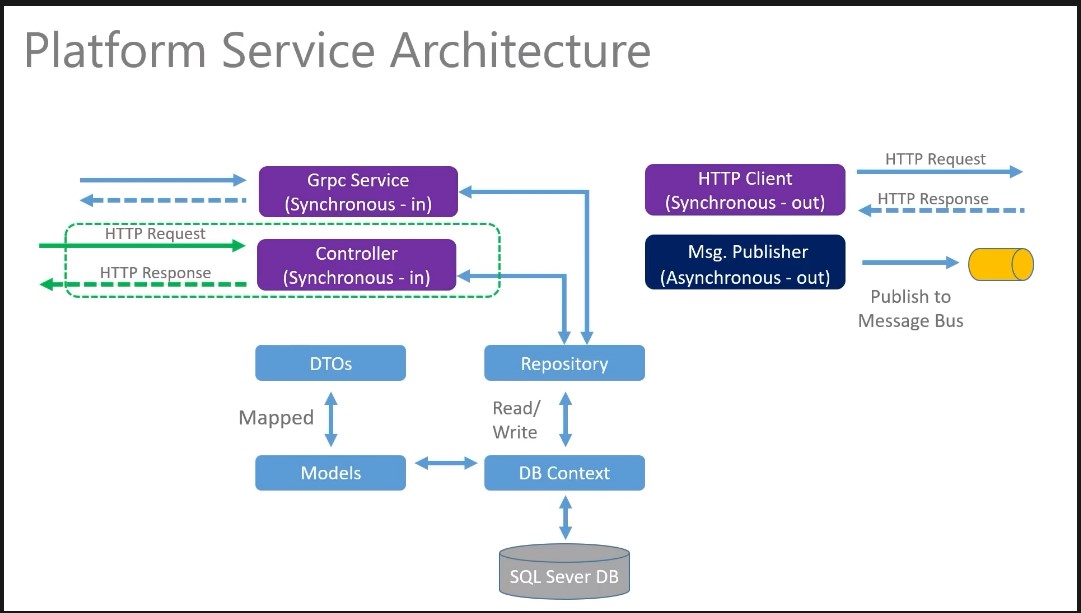 Platform Service Architecture
Grpc Service
(Synchronous - in)
HTTP Request
HTTP Response
Controller
(Synchronous - in)
HTTP Client
(Synchronous - out)
HTTP Request
HTTP Response
Msg. Publisher
(Asynchronous - out)
Publish to
Message Bus
DTOs
Repository
Mapped
Read/
Write
Models
DB Context
SQL Sever DB